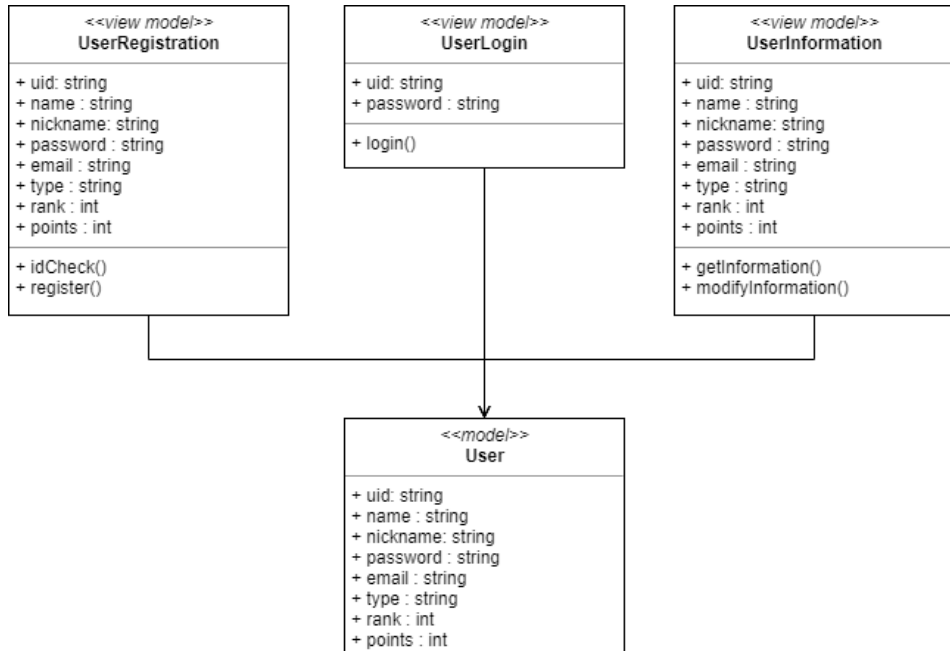 <<view model>>
UserRegistration
+ uid: string
+ name : string
+ nickname: string
+ password : string
+ email : string
+ type : string
+ rank : int
+ points : int
+ idCheck()
+ register()
<<view model>>
UserLogin
+ uid: string
+ password : string
+ login()
<<view model>>
UserInformation
+ uid: string
+ name : string
+ nickname: string
+ password : string
+ email : string
+ type : string
+ rank : int
+ points : int
+ getInformation()
+ modifyInformation()
<<model>>
User
+ uid: string
+ name : string
+ nickname: string
+ password : string
+ email : string
+ type : string
+ rank : int
+ points : int